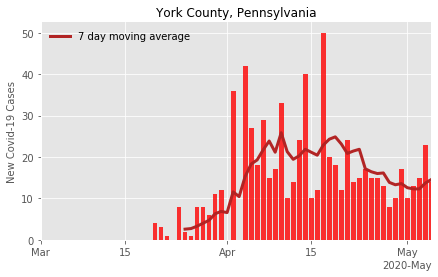 York County, Pennsylvania
7 day moving average
New Covid-19 Cases
50
40
30
20
10
0
Mar
15
Apr
15
May
2020-May